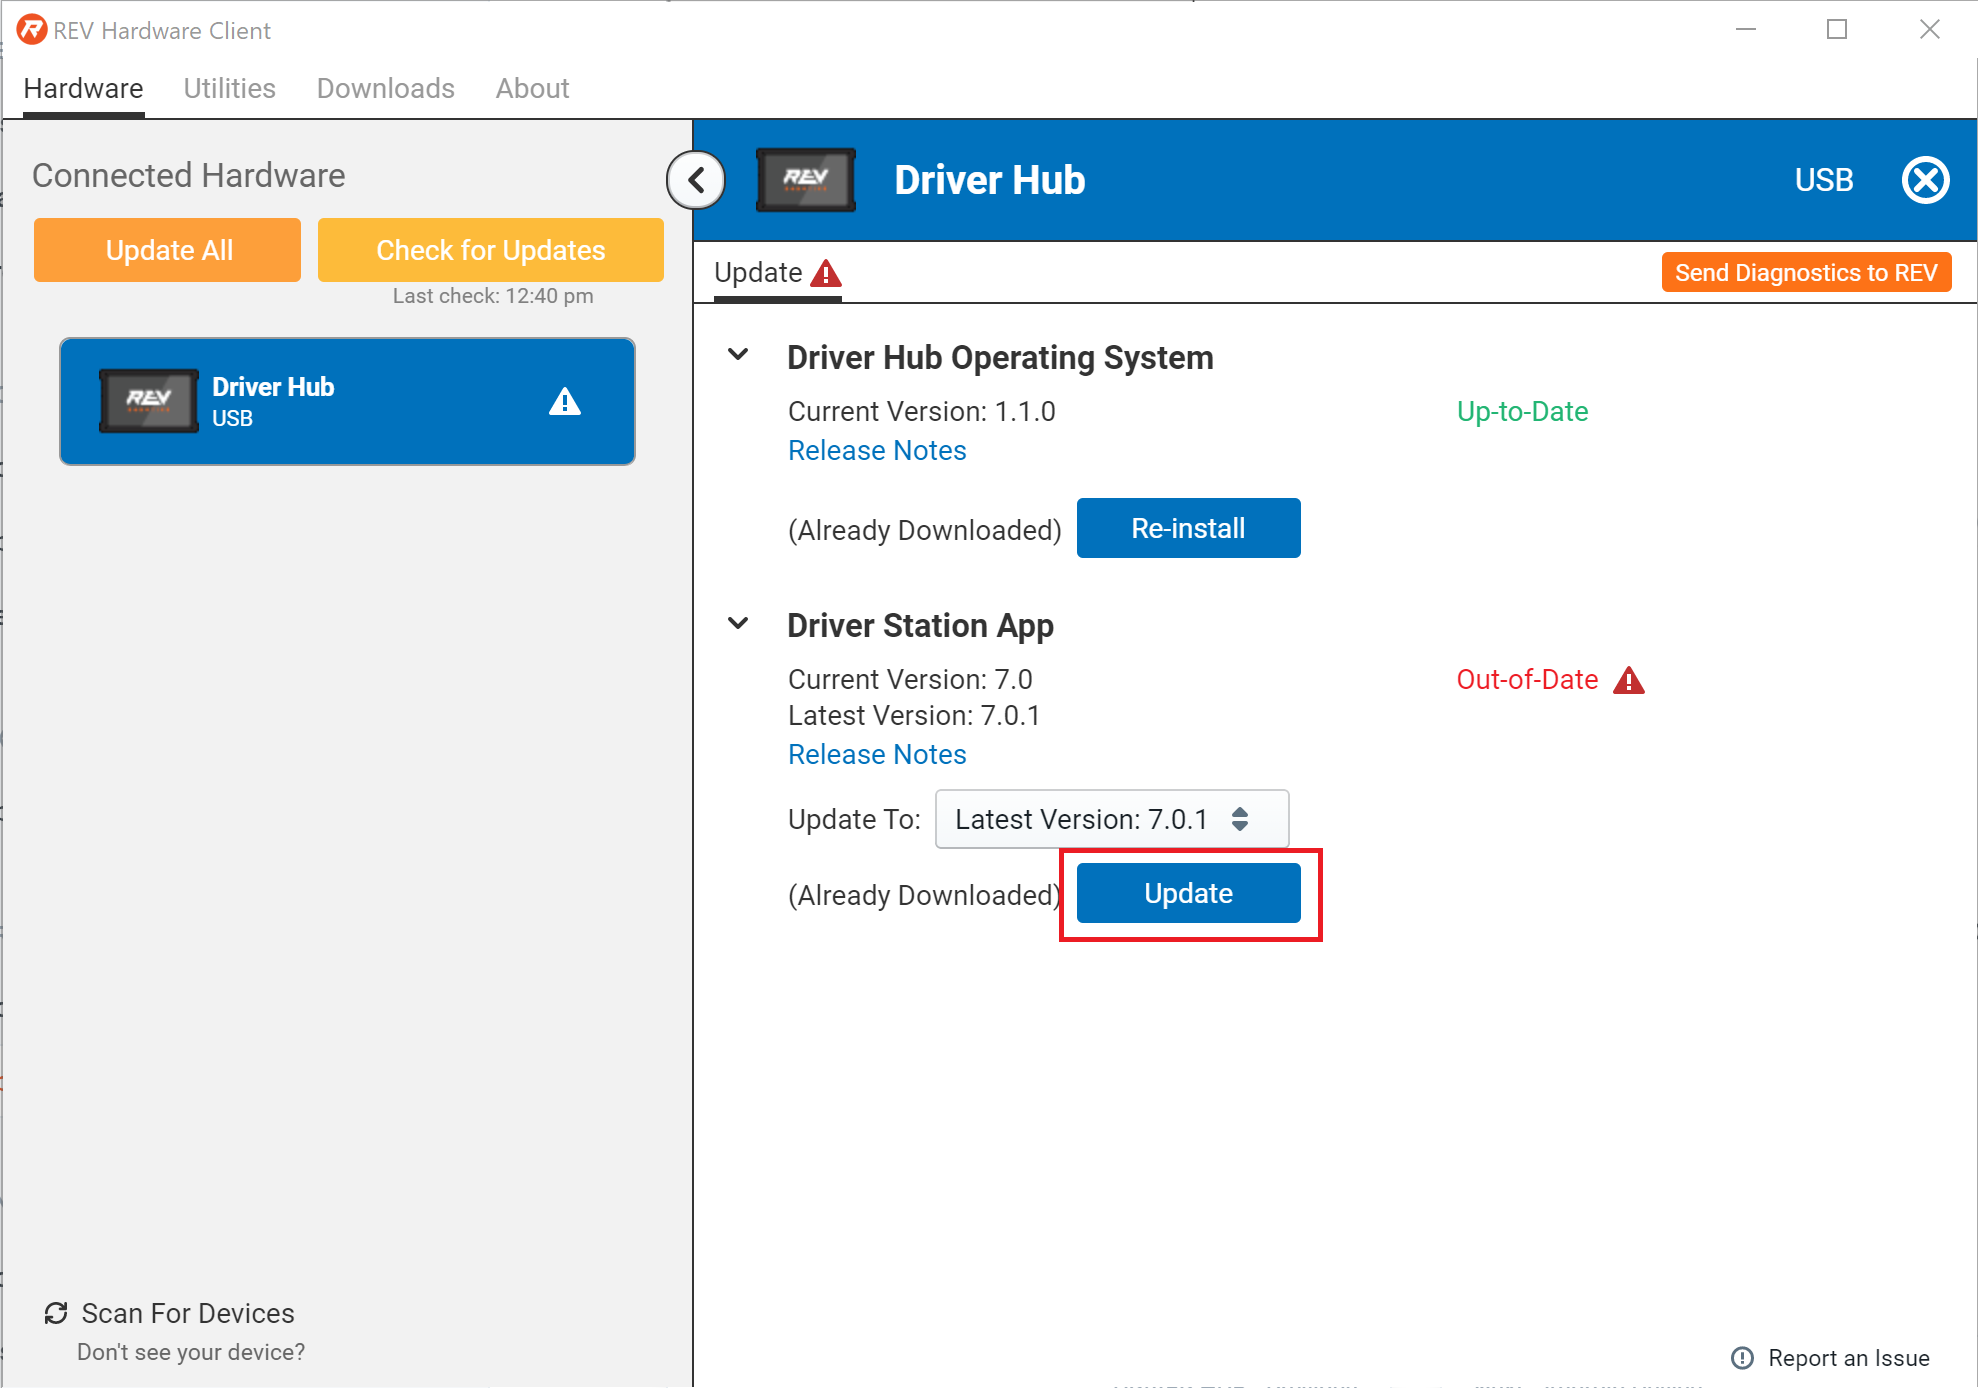 REV Hardware Client
Hardware Utilities Downloads About
Connected Hardware
Update All Check for Updates
Last check: 12:40 pm
REV
Driver Hub
USB
REV
Driver Hub
USB
Update
Send Diagnostics to REV
Driver Hub Operating System
Current Version: 1.1.0
Up-to-Date
Release Notes
(Already Downloaded) Re-install
Driver Station App
Current Version: 7.0
Out-of-Date
Latest Version: 7.0.1
Release Notes
Update To: Latest Version: 7.0.1
(Already Downloaded) Update
Scan For Devices
Don't see your device?
Report an Issue